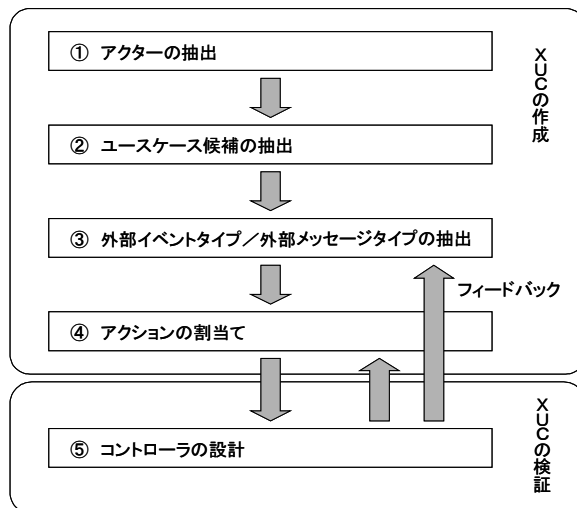 ① アクターの抽出
② ユースケース候補の抽出
③ 外部イベントタイプ／外部メッセージタイプの抽出
④ アクションの割当て
XUCの作成
フィードバック
⑤ コントローラの設計
XUCの検証